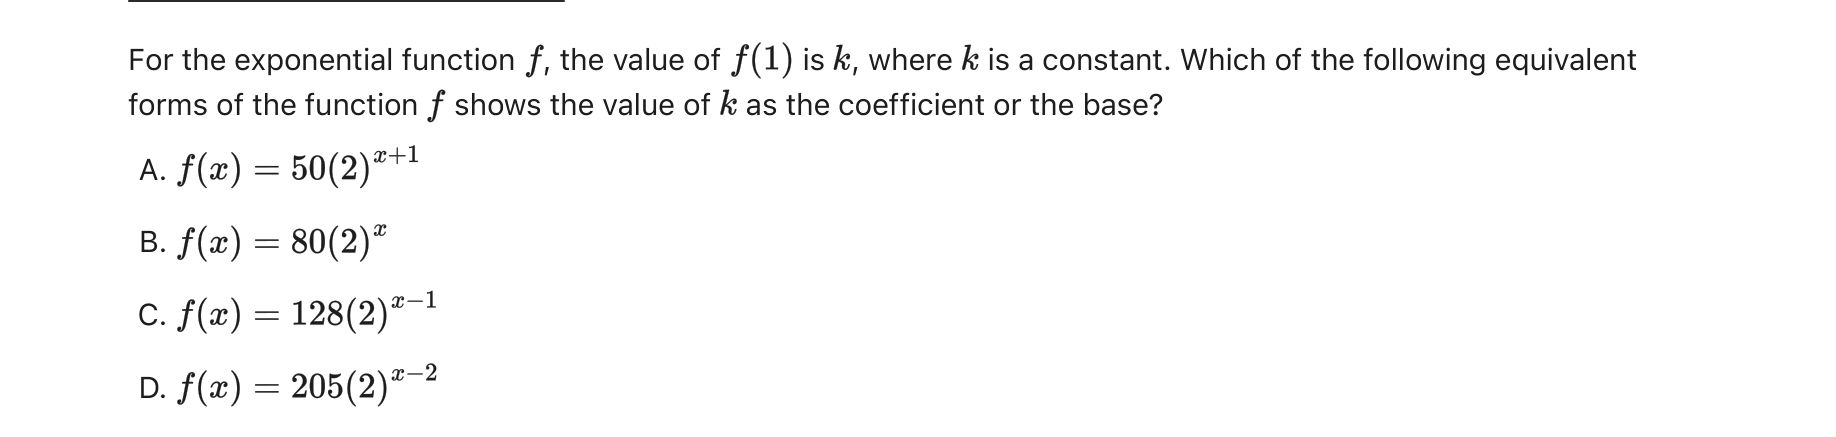 For the exponential function f, the value of f(1) is k, where k is a constant. Which of the following equivalent
forms of the function f shows the value of k as the coefficient or the base?
A. f(x) = 50(2)^{x+1}
B. f(x) = 80(2)^{x}
C. f(x) = 128(2)^{x−1}
D. f(x) = 205(2)^{x−2}